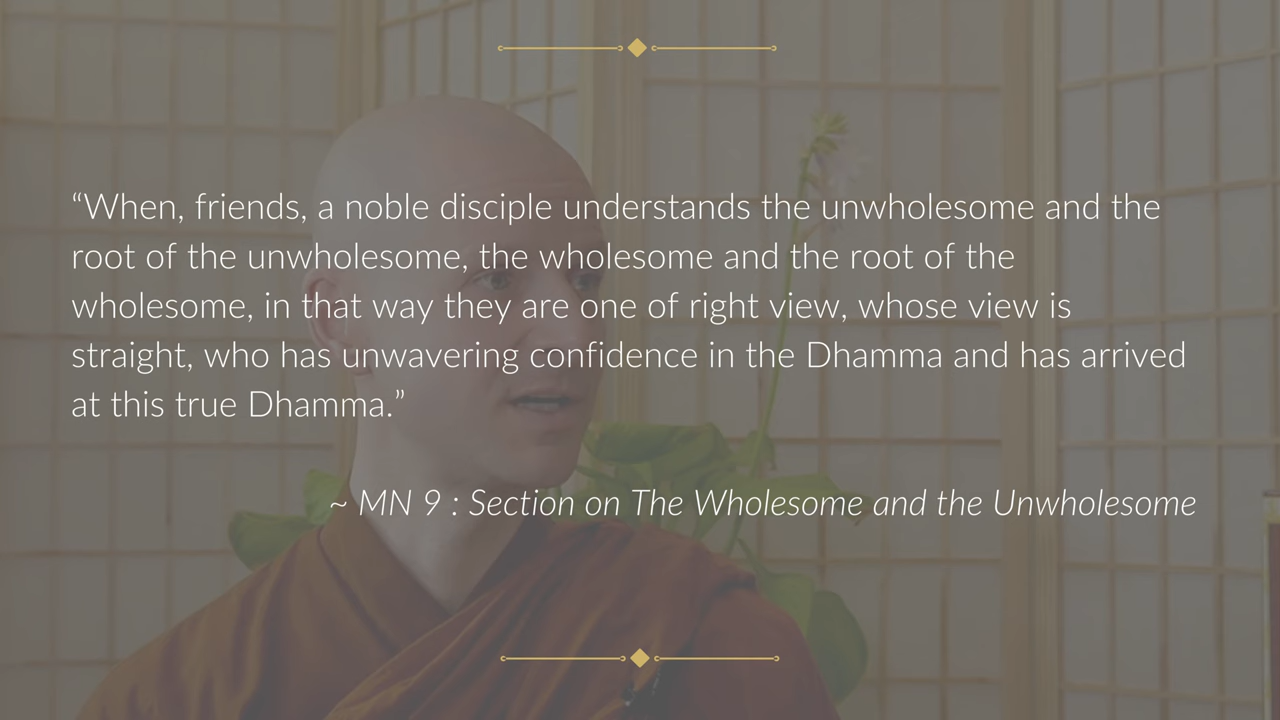 “When, friends, a noble disciple understands the unwholesome and the
root of the unwholesome, the wholesome and the root of the
wholesome, in that way they are one of right view, whose view is
straight, who has unwavering confidence in the Dhamma and has arrived
at this true Dhamma.”
~ MN 9 : Section on The Wholesome and the Unwholesome